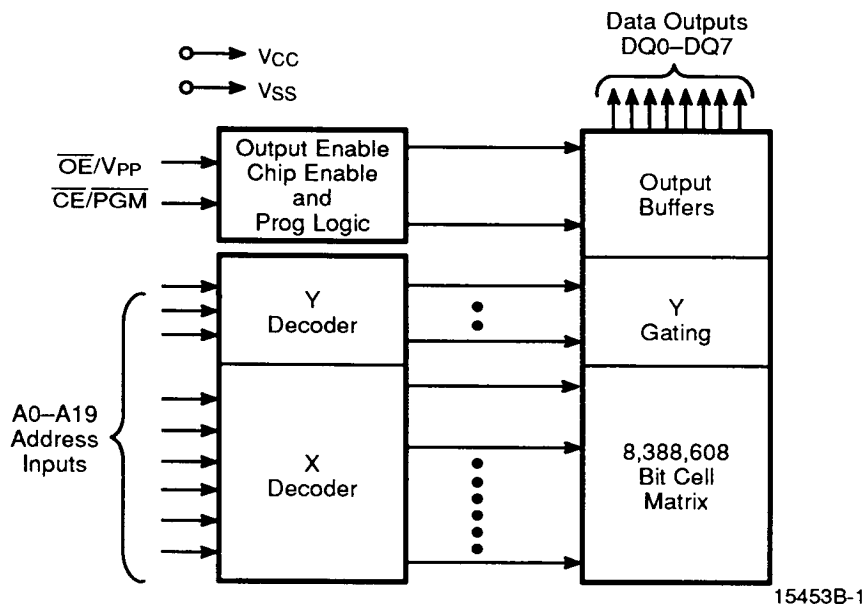 Data Outputs
DQ0–DQ7
VCC
VSS
OE/VPP
CE/PGM
Output Enable
Chip Enable
and
Prog Logic
Output
Buffers
Y
Decoder
Y
Gating
A0–A19
Address
Inputs
X
Decoder
8,388,608
Bit Cell
Matrix
15453B-1